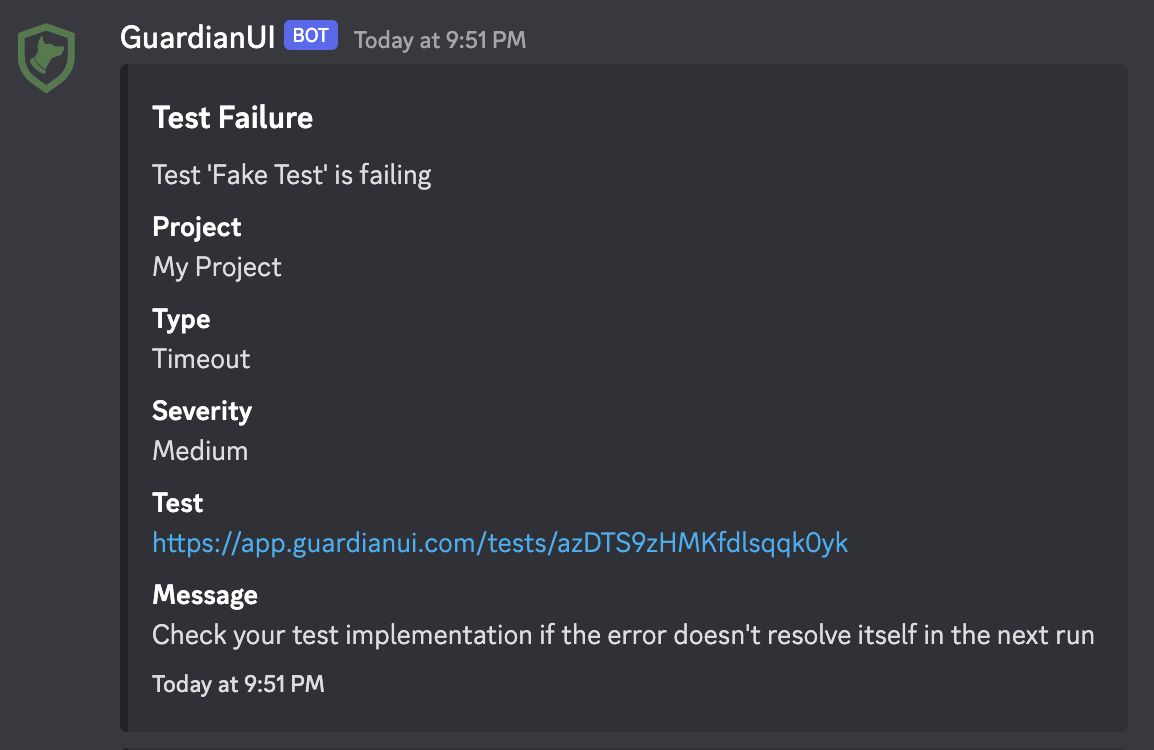 GuardianUI BOT Today at 9:51 PM
Test Failure
Test 'Fake Test' is failing
Project
My Project
Type
Timeout
Severity
Medium
Test
https://app.guardianui.com/tests/azDTS9zHMKfdlsqqk0yk
Message
Check your test implementation if the error doesn't resolve itself in the next run
Today at 9:51 PM